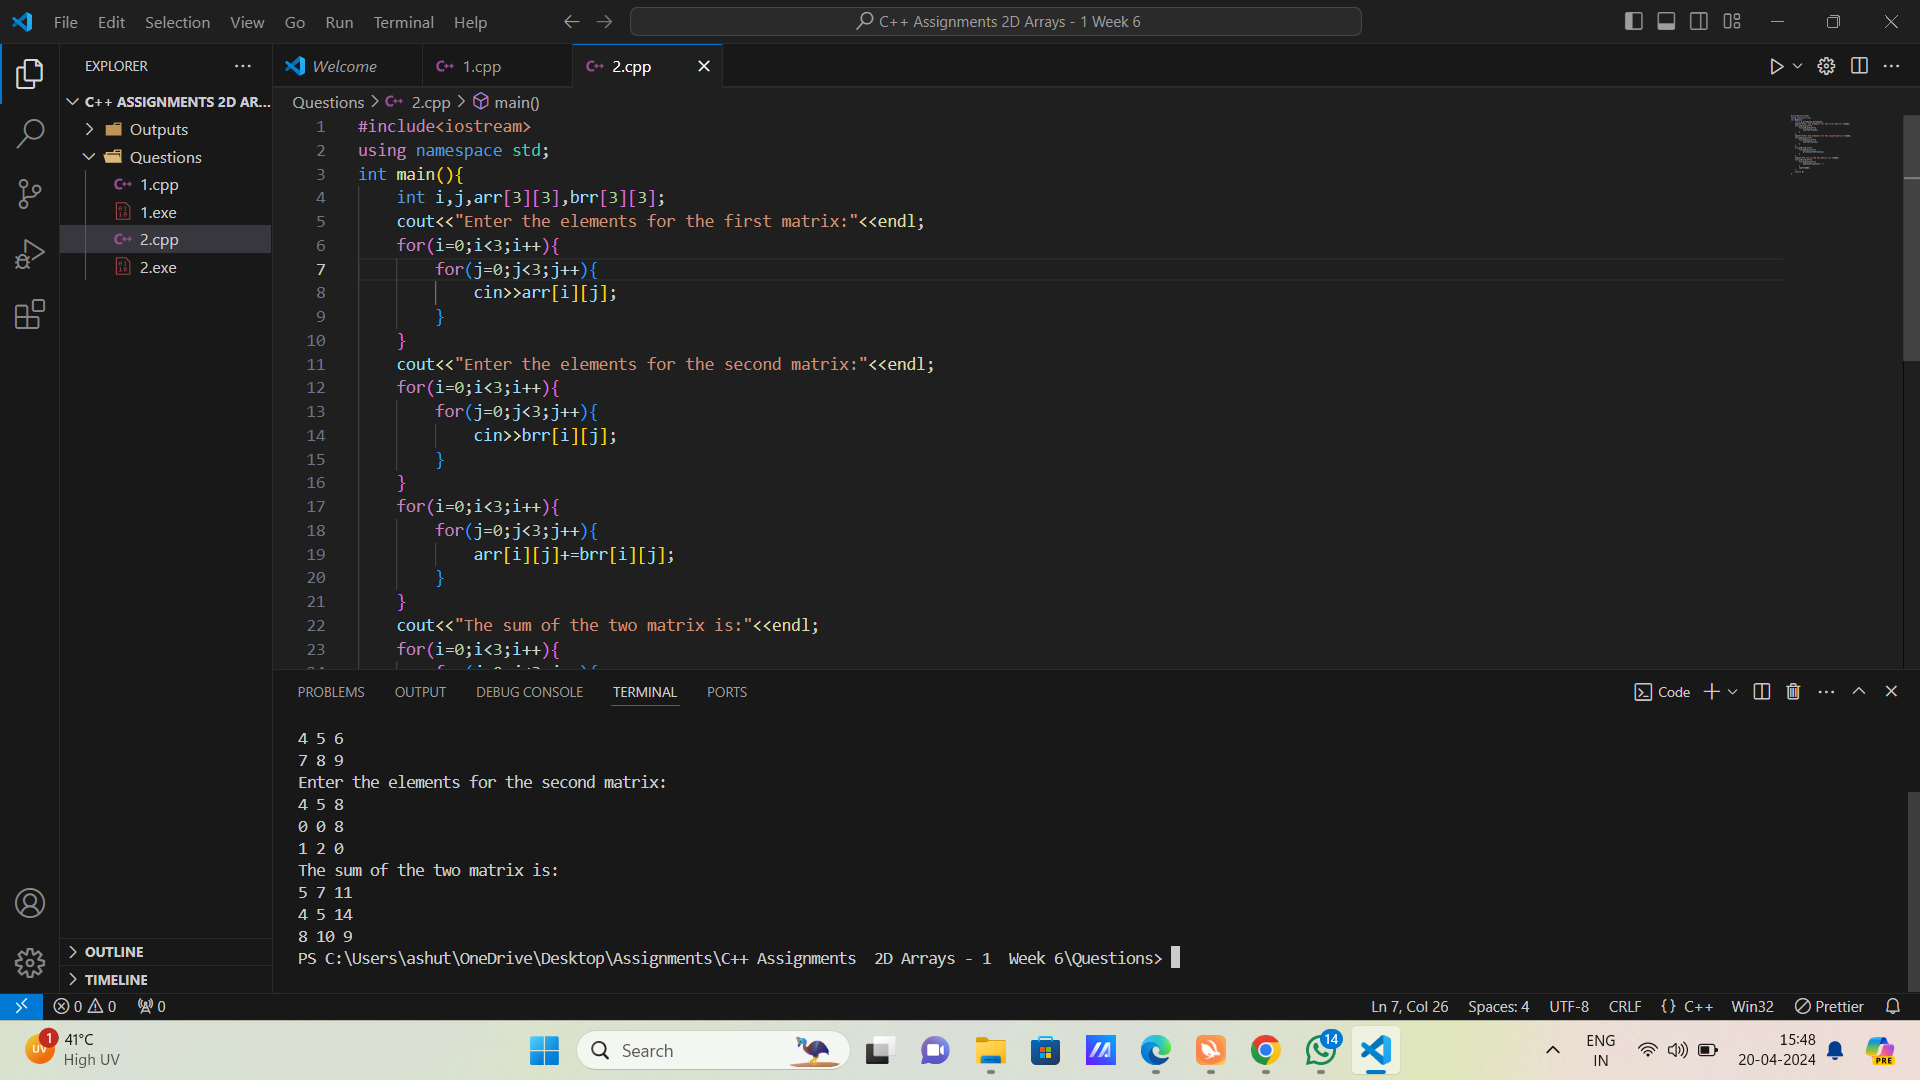 File Edit Selection View Go Run Terminal Help
C++ Assignments 2D Arrays - 1 Week 6
EXPLORER
Welcome
1.cpp
2.cpp
C++ ASSIGNMENTS 2D AR...
Outputs
Questions
1.cpp
1.exe
2.cpp
2.exe
OUTLINE
TIMELINE
Questions > 2.cpp > main()
1 #include<iostream>
2 using namespace std;
3 int main(){
4 int i,j,arr[3][3],brr[3][3];
5 cout<<"Enter the elements for the first matrix:"<<endl;
6 for(i=0;i<3;i++){
7 for(j=0;j<3;j++){
8 cin>>arr[i][j];
9 }
10 }
11 cout<<"Enter the elements for the second matrix:"<<endl;
12 for(i=0;i<3;i++){
13 for(j=0;j<3;j++){
14 cin>>brr[i][j];
15 }
16 }
17 for(i=0;i<3;i++){
18 for(j=0;j<3;j++){
19 arr[i][j]+=brr[i][j];
20 }
21 }
22 cout<<"The sum of the two matrix is:"<<endl;
23 for(i=0;i<3;i++){
PROBLEMS OUTPUT DEBUG CONSOLE TERMINAL PORTS
Code
4 5 6
7 8 9
Enter the elements for the second matrix:
4 5 8
0 0 8
1 2 0
The sum of the two matrix is:
5 7 11
4 5 14
8 10 9
PS C:\Users\ashut\OneDrive\Desktop\Assignments\C++ Assignments  2D Arrays - 1  Week 6\Questions>
0 0 0
Ln 7, Col 26 Spaces: 4 UTF-8 CRLF {} C++ Win32 Prettier
1
UV
41°C
High UV
Search
14
ENG
IN
15:48
20-04-2024
PRE